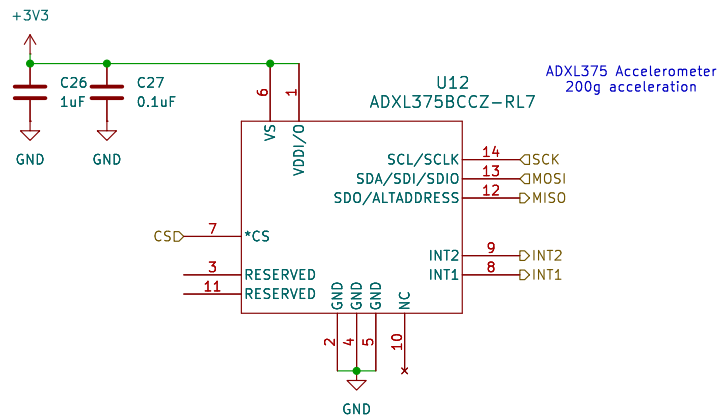 +3V3
C26
1uF
C27
0.1uF
GND
GND
ADXL375 Accelerometer
200g acceleration
U12
ADXL375BCCZ-RL7
6
1
VS
VDDI/O
SCL/SCLK
14
SCK
SDA/SDI/SDIO
13
MOSI
SDO/ALTADDRESS
12
MISO
CS
7
*CS
INT2
9
INT2
3
RESERVED
INT1
8
INT1
11
RESERVED
GND
GND
GND
NC
2
4
5
10
GND